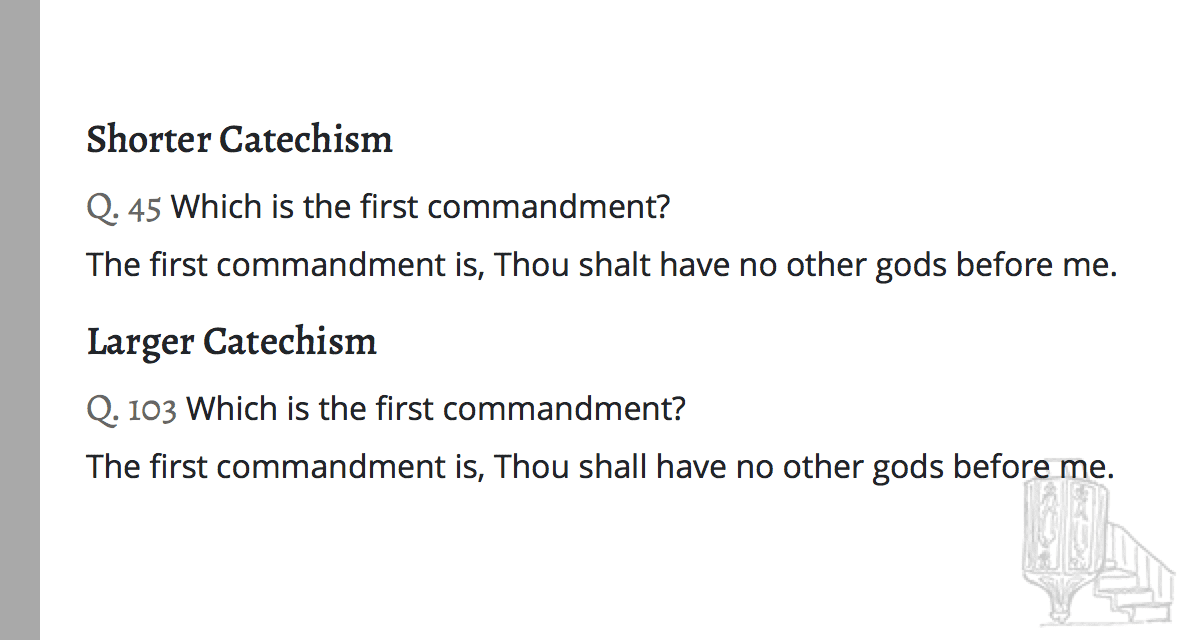 Shorter Catechism
Q. 45 Which is the first commandment?
The first commandment is, Thou shalt have no other gods before me.
Larger Catechism
Q. 103 Which is the first commandment?
The first commandment is, Thou shall have no other gods before me.